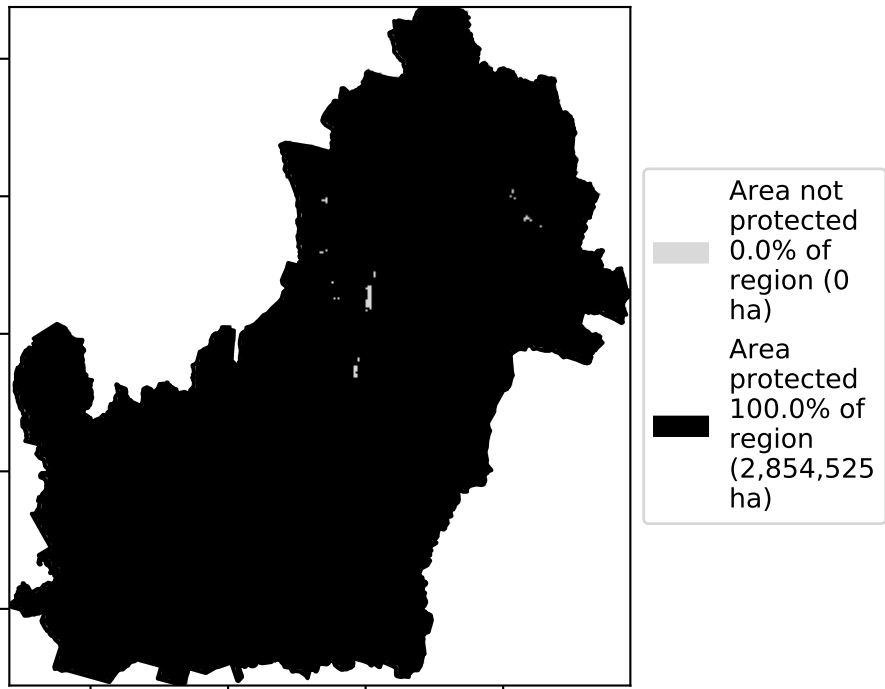 Area not
protected
0.0% of
region (0
ha)
Area
protected
100.0% of
region
(2,854,525
ha)